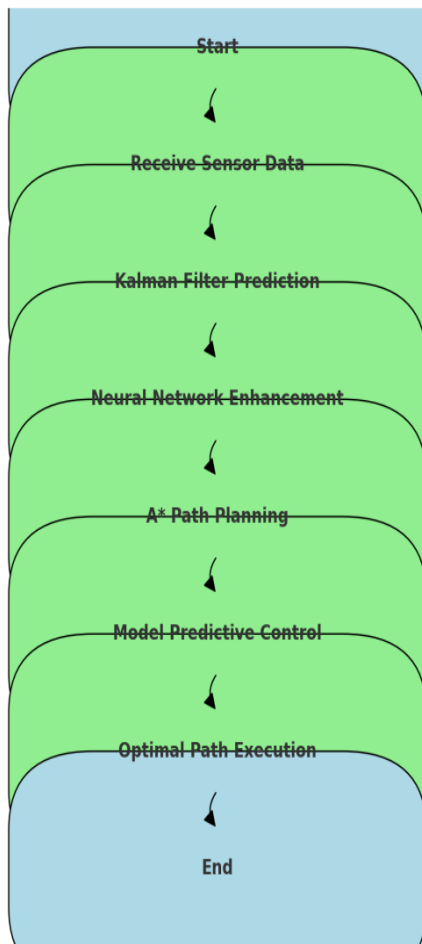 Start
Receive Sensor Data
Kalman Filter Prediction
Neural Network Enhancement
A* Path Planning
Model Predictive Control
Optimal Path Execution
End